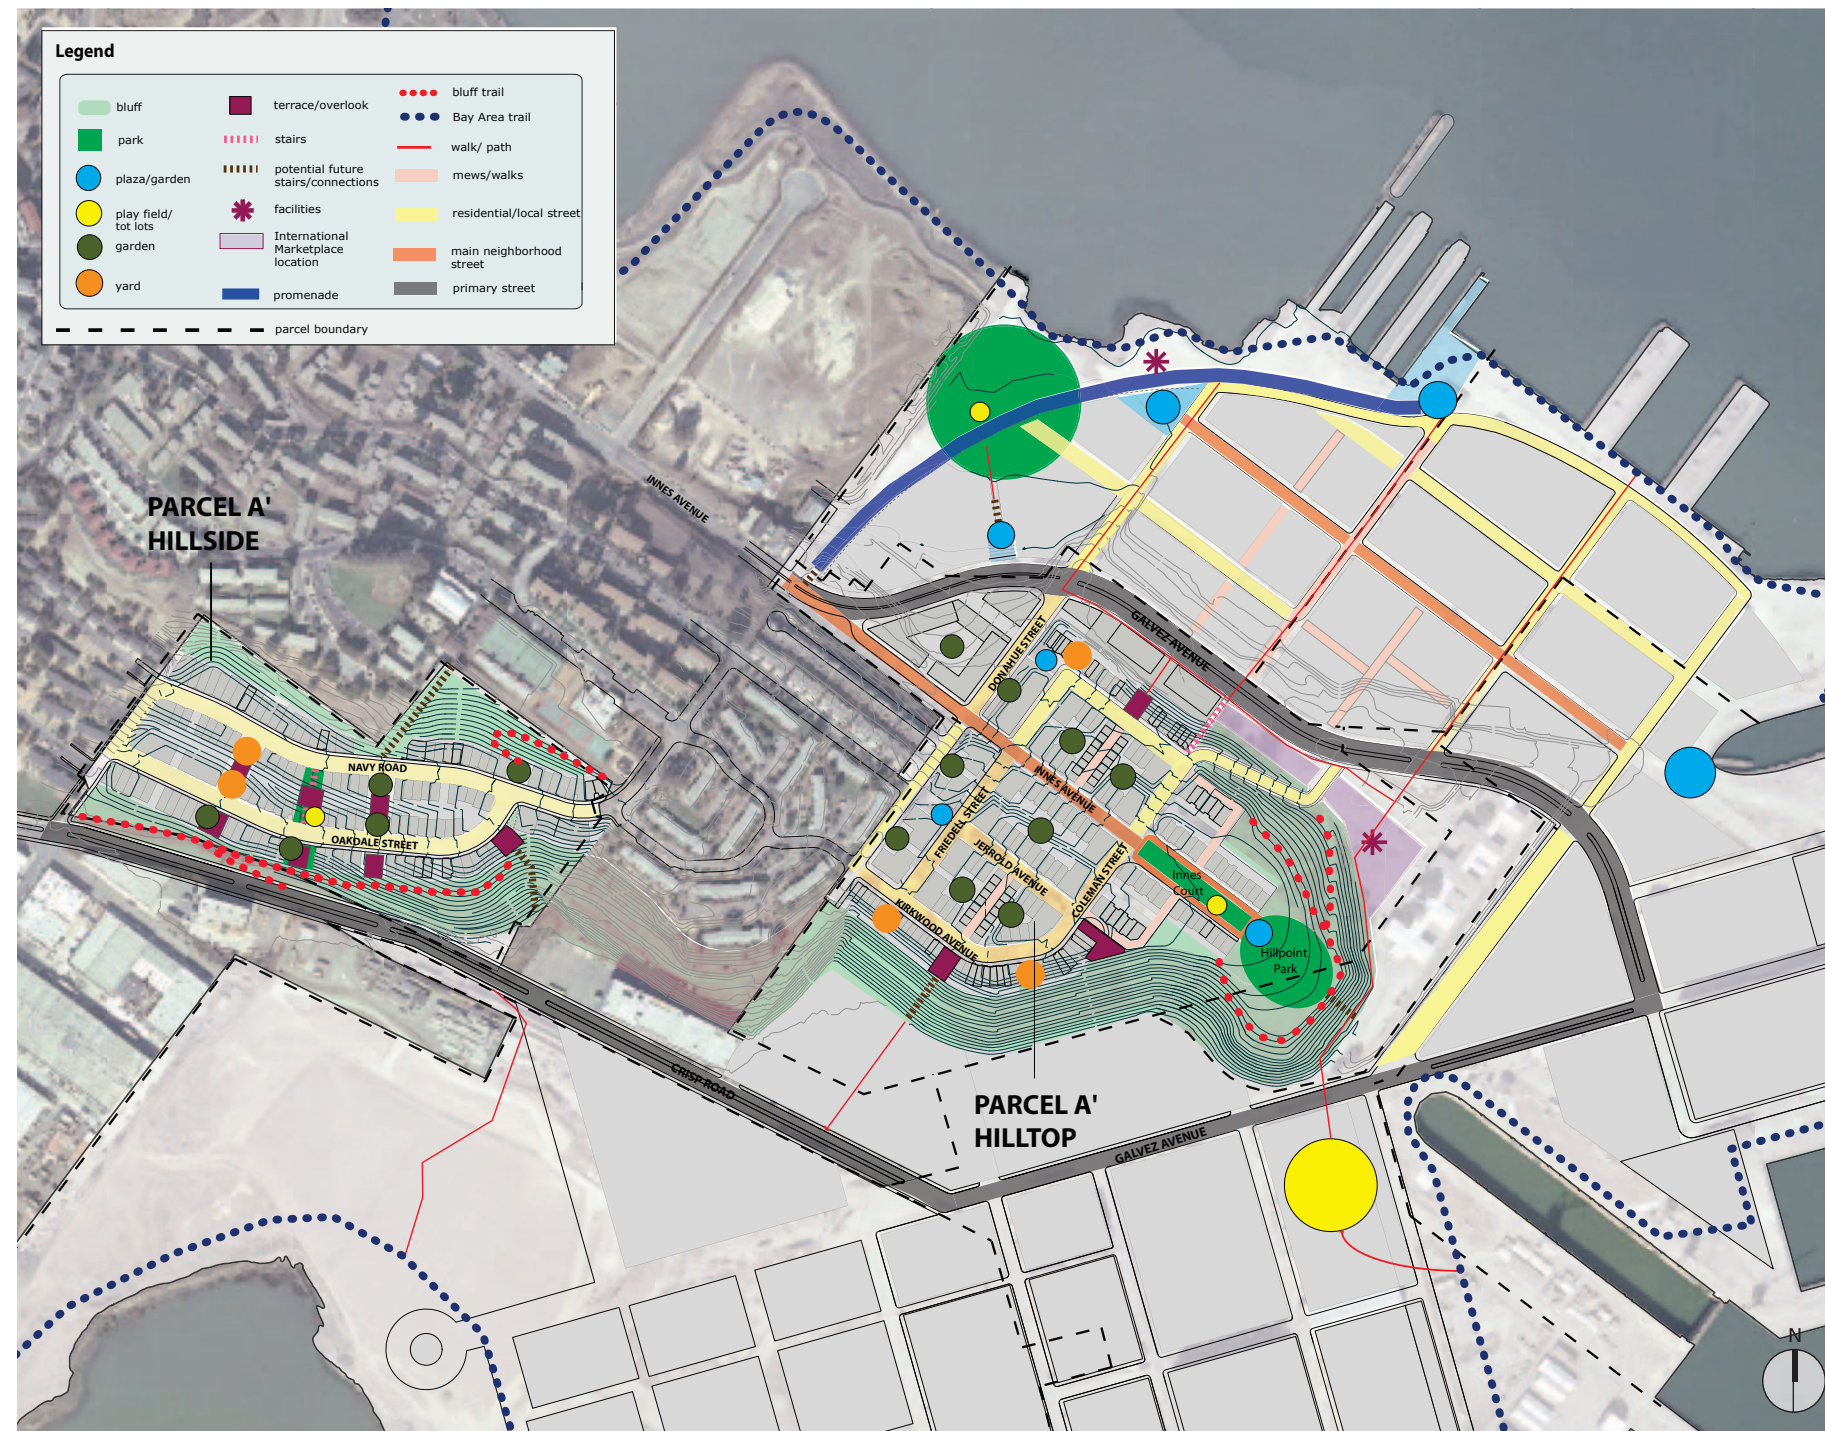 Legend
bluff
park
plaza/garden
play field/
tot lots
garden
yard
terrace/overlook
stairs
potential future
stairs/connections
facilities
International
Marketplace
location
promenade
bluff trail
Bay Area trail
walk/ path
mews/walks
residential/local street
main neighborhood
street
primary street
parcel boundary
PARCEL A'
HILLSIDE
INNES AVENUE
GALVEZ AVENUE
DONAHUE STREET
NAVY ROAD
OAKDALE STREET
INNES AVENUE
FRIEDELL STREET
JERROLD AVENUE
COLEMAN STREET
KIRKWOOD AVENUE
Innes
Court
Hillpoint
Park
CRISP ROAD
PARCEL A'
HILLTOP
GALVEZ AVENUE
N